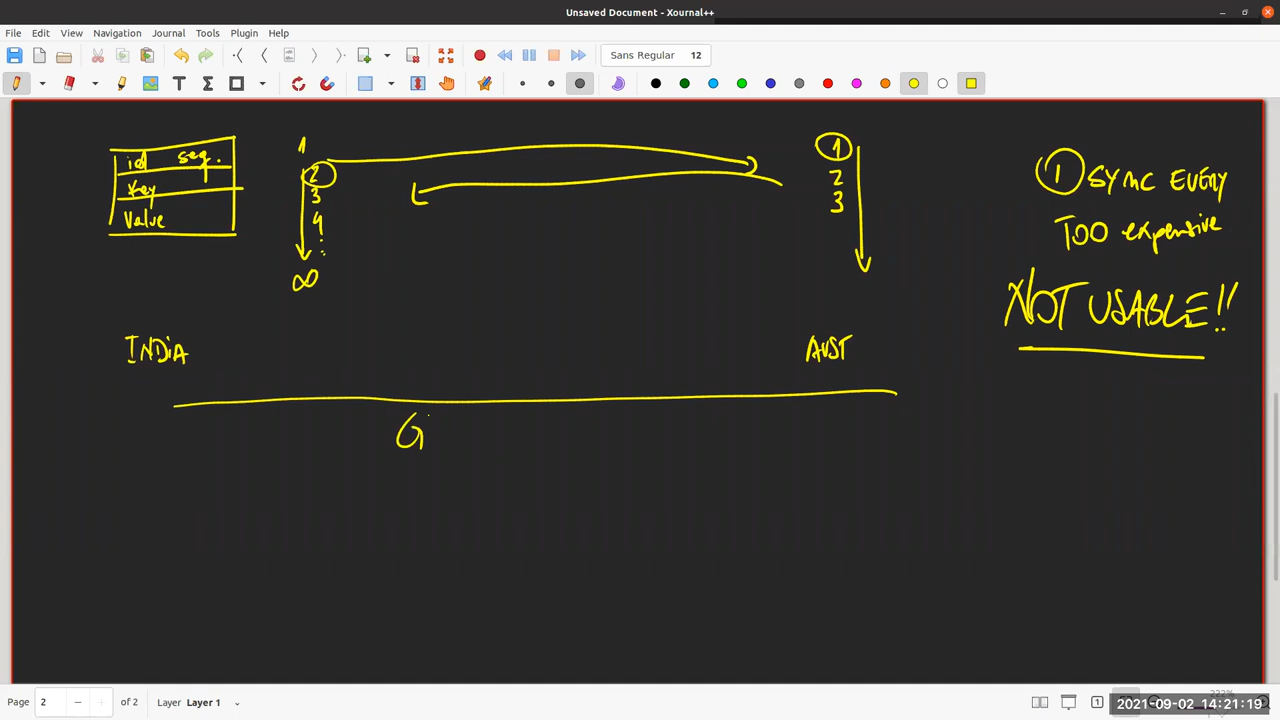 Unsaved Document - Xournal++
File Edit View Navigation Journal Tools Plugin Help
Sans Regular 12
id seq.
Key
Value
1
2
3
4
∞
1
2
3
1 SYNC EVERY
TOO expensive
NOT USABLE!!
INDIA
AUST
G
Page 2 of 2 Layer Layer 1
2021-09-02 14:21:19